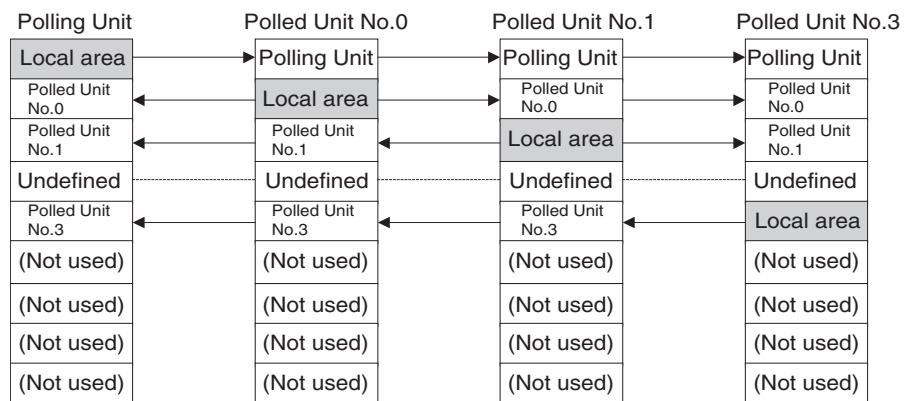 Polling Unit Polled Unit No.0 Polled Unit No.1 Polled Unit No.3
Local area Polling Unit Polling Unit Polling Unit
Polled Unit No.0 Local area Polled Unit No.0 Polled Unit No.0
Polled Unit No.1 Polled Unit No.1 Local area Polled Unit No.1
Undefined Undefined Undefined Undefined
Polled Unit No.3 Polled Unit No.3 Polled Unit No.3 Local area
(Not used) (Not used) (Not used) (Not used)
(Not used) (Not used) (Not used) (Not used)
(Not used) (Not used) (Not used) (Not used)
(Not used) (Not used) (Not used) (Not used)